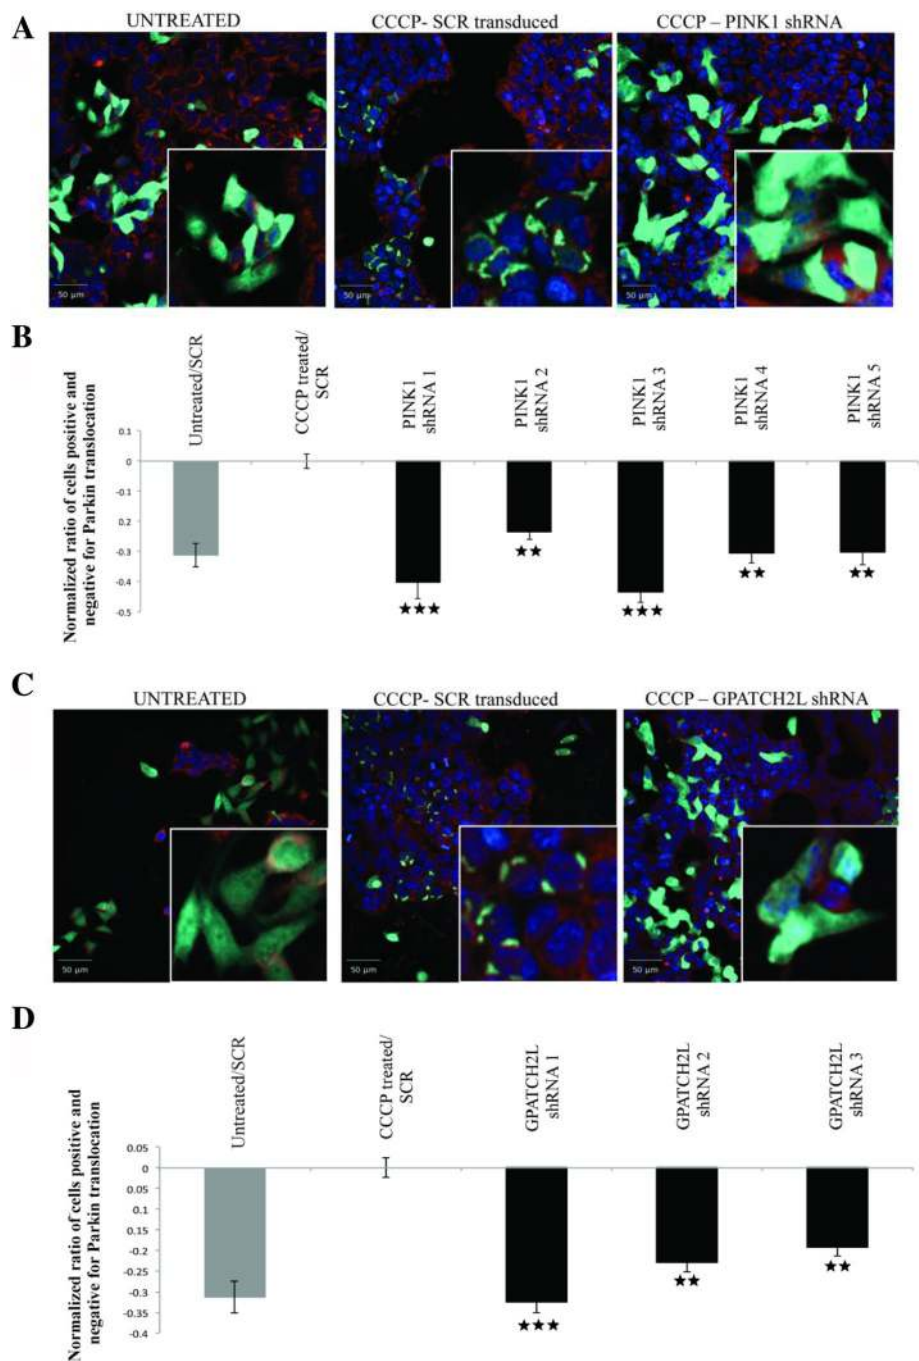 A
UNTREATED
CCCP- SCR transduced
CCCP – PINK1 shRNA
50 µm
50 µm
50 µm
B
Untreated/SCR
CCCP treated/
SCR
PINK1
shRNA 1
PINK1
shRNA 2
PINK1
shRNA 3
PINK1
shRNA 4
PINK1
shRNA 5
Normalized ratio of cells positive and
negative for Parkin translocation
0.1
0
-0.1
0.2
-0.3
-0.4
-0.5
★★★
★★
★★★
★★
★★
C
UNTREATED
CCCP- SCR transduced
CCCP – GPATCH2L shRNA
50 µm
50 µm
50 µm
D
Untreated/SCR
CCCP treated/
SCR
GPATCH2L
shRNA 1
GPATCH2L
shRNA 2
GPATCH2L
shRNA 3
Normalized ratio of cells positive and
negative for Parkin translocation
0.05
0
0.05
-0.1
0.15
-0.2
-0.25
-0.3
-0.35
-0.4
★★★
★★
★★